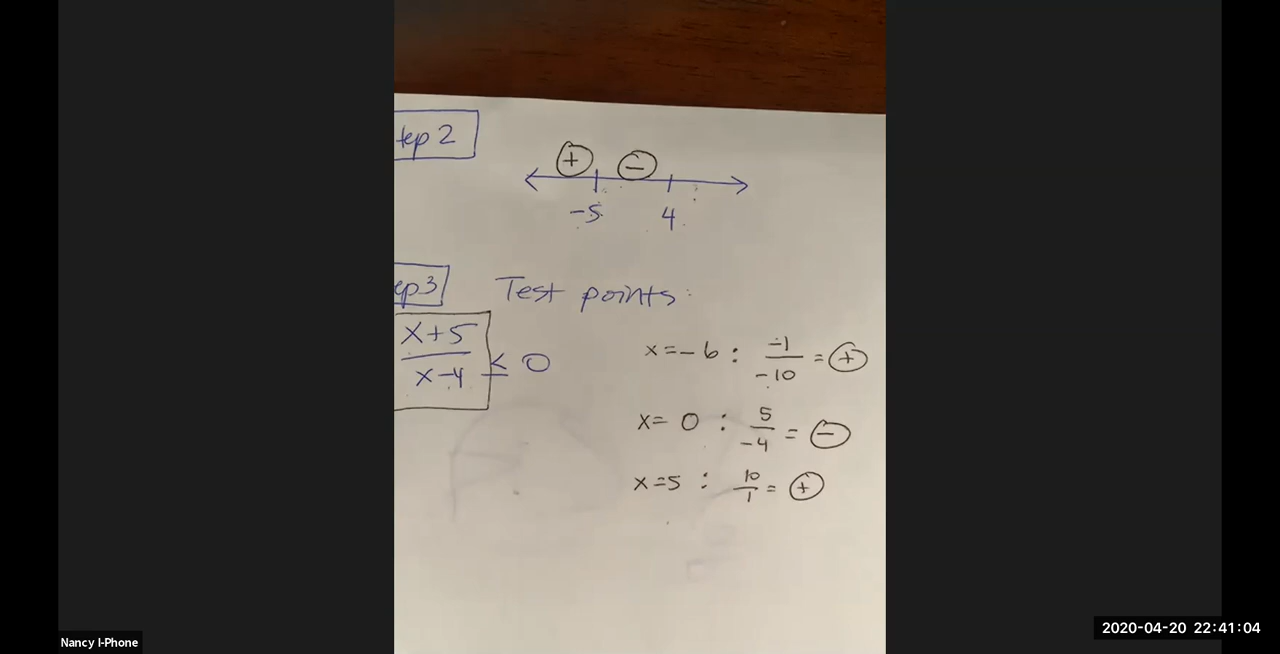 tep 2
+ −
-5 4
ep3 Test points:
x+5
x-4
≤ 0
x=-6 : -1/-10 = +
x= 0 : 5/-4 = −
x=5 : 10/1 = +
Nancy I-Phone
2020-04-20 22:41:04